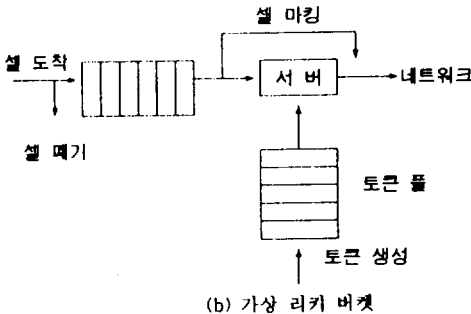 셀 마킹
셀 도착
서 버
네트워크
셀 폐기
토큰 풀
토큰 생성
(b) 가상 리키 버켓